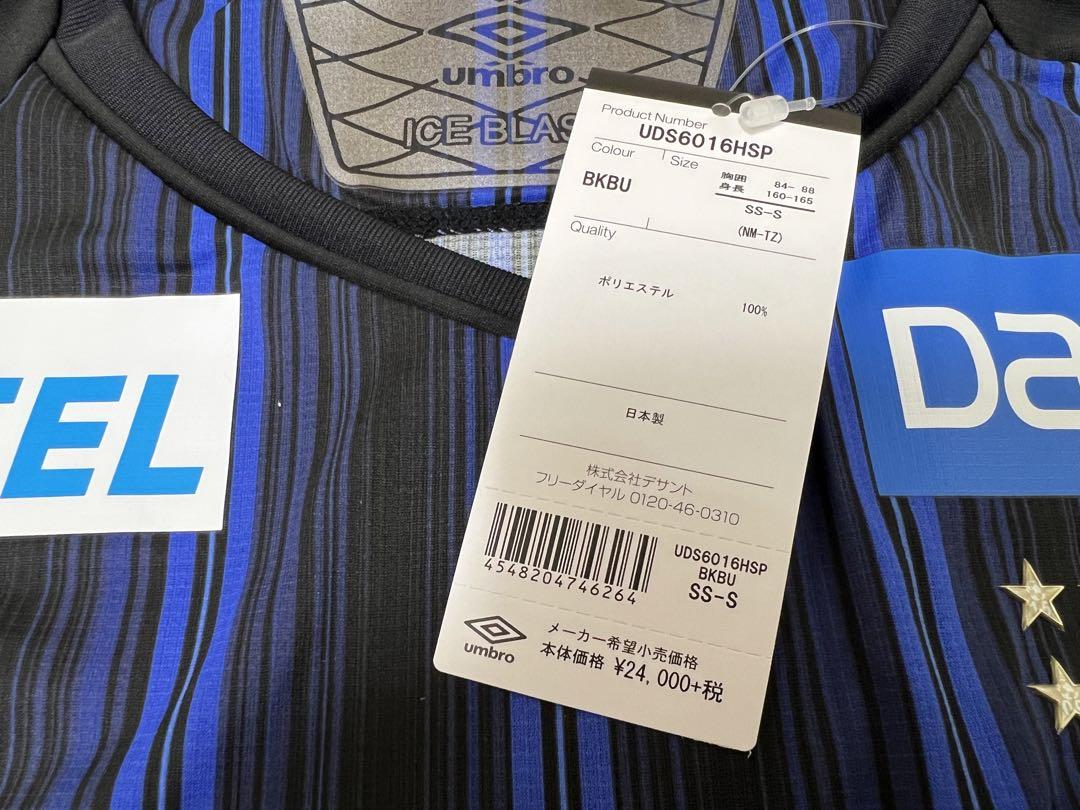 umbro
ICE BLAS
Product Number
UDS6016HSP
Colour
Size
BKBU
胸囲 84- 88
身長 160-165
SS-S
(NM-TZ)
Quality
ポリエステル 100%
日本製
株式会社デサント
フリーダイヤル 0120-46-0310
4548204746264
UDS6016HSP
BKBU
SS-S
umbro
メーカー希望小売価格
本体価格 ¥24,000+税
TEL
Da